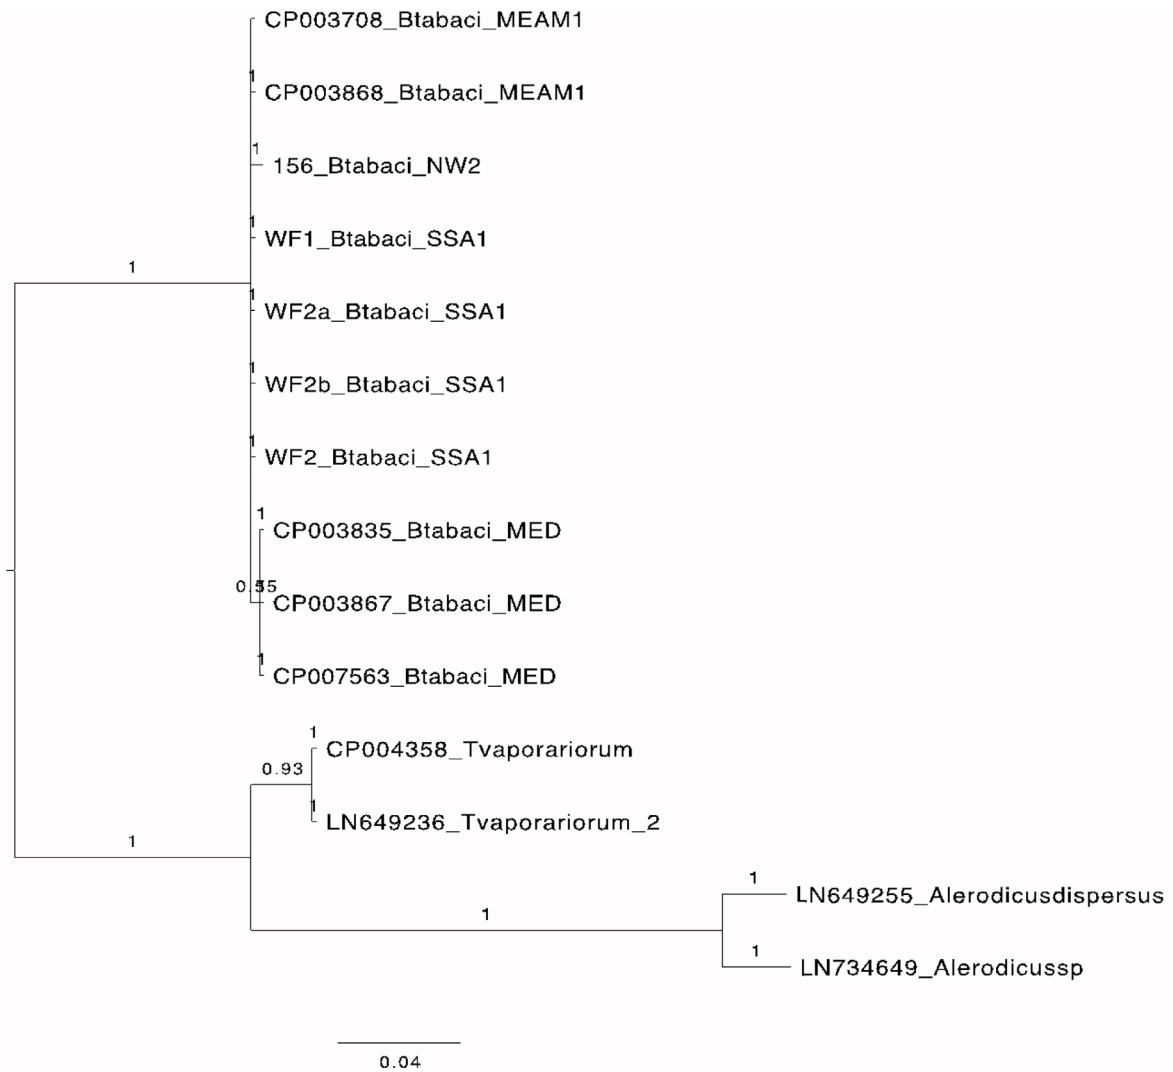 CP003708_Btabaci_MEAM1
1
CP003868_Btabaci_MEAM1
1
156_Btabaci_NW2
1
WF1_Btabaci_SSA1
1
1
WF2a_Btabaci_SSA1
1
WF2b_Btabaci_SSA1
1
WF2_Btabaci_SSA1
1
CP003835_Btabaci_MED
CP003867_Btabaci_MED
1
CP007563_Btabaci_MED
1
CP004358_Tvaporariorum
0.93
1
LN649236_Tvaporariorum_2
1
1
LN649255_Alerodicusdispersus
1
1
LN734649_Alerodicussp
0.04